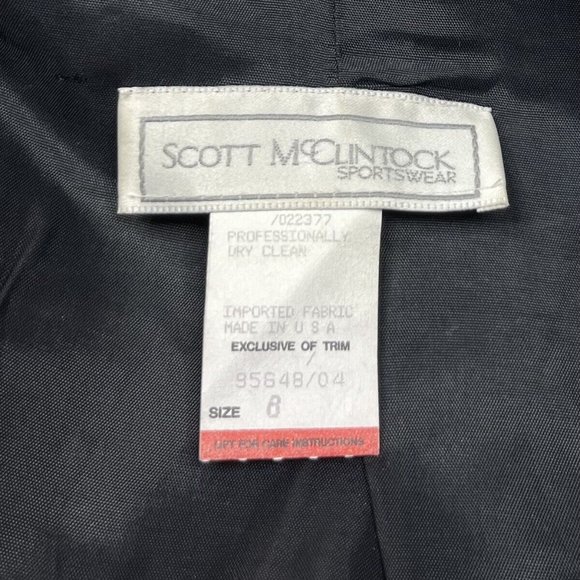 SCOTT McCLINTOCK
SPORTSWEAR
/022377
PROFESSIONALLY
DRY CLEAN
IMPORTED FABRIC
MADE IN U S A
EXCLUSIVE OF TRIM
95648/04
SIZE 6
LIFT FOR CARE INSTRUCTIONS